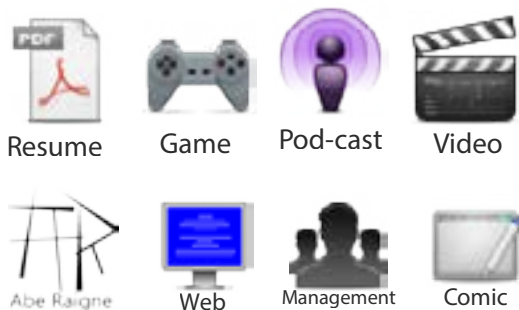 PDF
Resume
Game
Pod-cast
Video
Abe Raigne
Web
Management
Comic